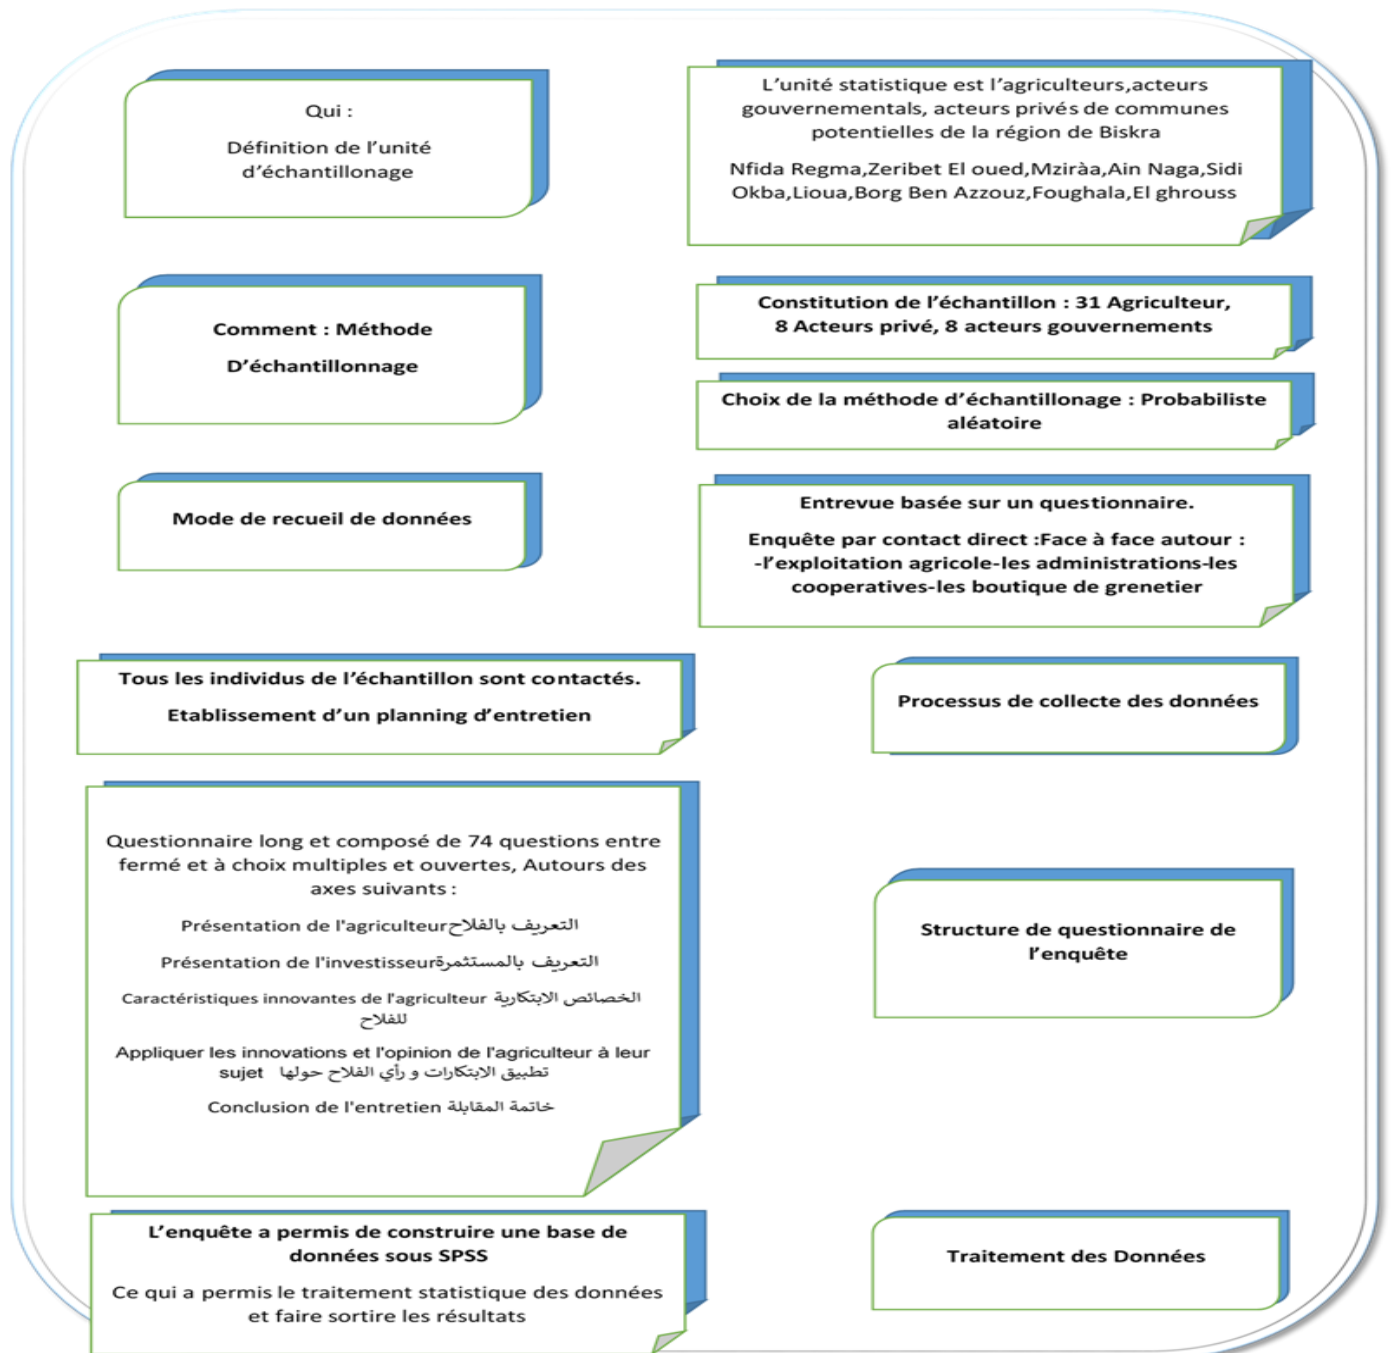 Qui :
Définition de l'unité
d'échantillonage
L'unité statistique est l'agriculteurs,acteurs
gouvernementals, acteurs privés de communes
potentielles de la région de Biskra
Nfida Regma,Zeribet El oued,Mziràa,Ain Naga,Sidi
Okba,Lioua,Borg Ben Azzouz,Foughala,El ghrouss
Comment : Méthode
D'échantillonnage
Constitution de l'échantillon : 31 Agriculteur,
8 Acteurs privé, 8 acteurs gouvernements
Choix de la méthode d'échantillonage : Probabiliste
aléatoire
Mode de recueil de données
Entrevue basée sur un questionnaire.
Enquête par contact direct :Face à face autour :
-l'exploitation agricole-les administrations-les
cooperatives-les boutique de grenetier
Tous les individus de l'échantillon sont contactés.
Etablissement d'un planning d'entretien
Processus de collecte des données
Questionnaire long et composé de 74 questions entre
fermé et à choix multiples et ouvertes, Autours des
axes suivants :
Présentation de l'agriculteurالتعريف بالفلاح
Présentation de l'investisseurالتعريف بالمستثمرة
Caractéristiques innovantes de l'agriculteur الخصائص الابتكارية
للفلاح
Appliquer les innovations et l'opinion de l'agriculteur à leur
sujet تطبيق الابتكارات و رأي الفلاح حولها
Conclusion de l'entretien خاتمة المقابلة
Structure de questionnaire de
l'enquête
L'enquête a permis de construire une base de
données sous SPSS
Ce qui a permis le traitement statistique des données
et faire sortire les résultats
Traitement des Données